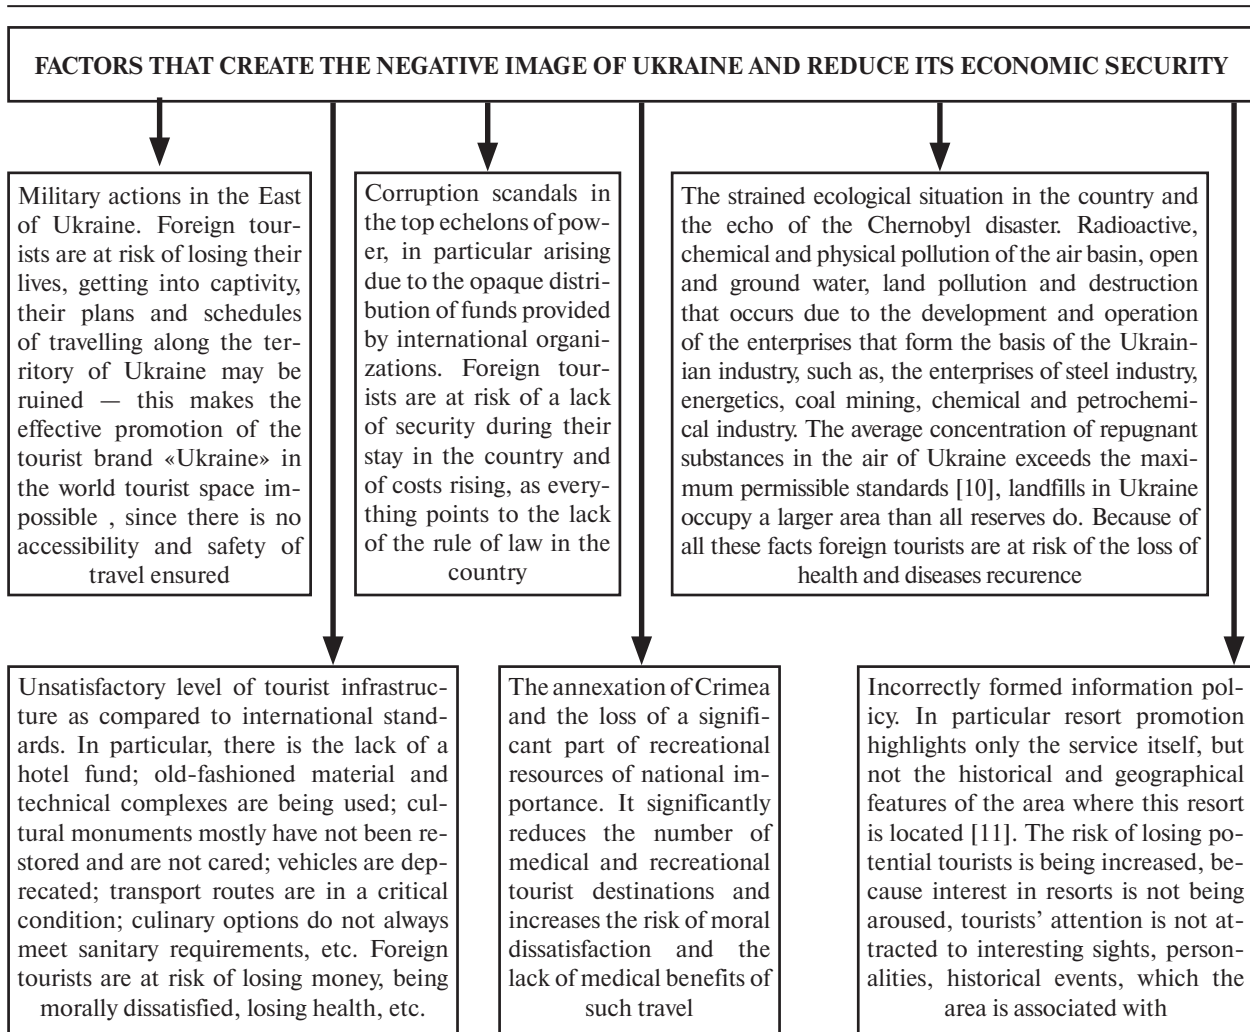 FACTORS THAT CREATE THE NEGATIVE IMAGE OF UKRAINE AND REDUCE ITS ECONOMIC SECURITY
Military actions in the East
of Ukraine. Foreign tour-
ists are at risk of losing their
lives, getting into captivity,
their plans and schedules
of travelling along the ter-
ritory of Ukraine may be
ruined — this makes the
effective promotion of the
tourist brand «Ukraine» in
the world tourist space im-
possible , since there is no
accessibility and safety of
travel ensured
Corruption scandals in
the top echelons of pow-
er, in particular arising
due to the opaque distri-
bution of funds provided
by international organi-
zations. Foreign tour-
ists are at risk of a lack
of security during their
stay in the country and
of costs rising, as every-
thing points to the lack
of the rule of law in the
country
The strained ecological situation in the country and
the echo of the Chernobyl disaster. Radioactive,
chemical and physical pollution of the air basin, open
and ground water, land pollution and destruction
that occurs due to the development and operation
of the enterprises that form the basis of the Ukrain-
ian industry, such as, the enterprises of steel industry,
energetics, coal mining, chemical and petrochemi-
cal industry. The average concentration of repugnant
substances in the air of Ukraine exceeds the maxi-
mum permissible standards [10], landfills in Ukraine
occupy a larger area than all reserves do. Because of
all these facts foreign tourists are at risk of the loss of
health and diseases recurence
Unsatisfactory level of tourist infrastruc-
ture as compared to international stand-
ards. In particular, there is the lack of a
hotel fund; old-fashioned material and
technical complexes are being used; cul-
tural monuments mostly have not been re-
stored and are not cared; vehicles are dep-
recated; transport routes are in a critical
condition; culinary options do not always
meet sanitary requirements, etc. Foreign
tourists are at risk of losing money, being
morally dissatisfied, losing health, etc.
The annexation of Crimea
and the loss of a signifi-
cant part of recreational
resources of national im-
portance. It significantly
reduces the number of
medical and recreational
tourist destinations and
increases the risk of moral
dissatisfaction and the
lack of medical benefits of
such travel
Incorrectly formed information pol-
icy. In particular resort promotion
highlights only the service itself, but
not the historical and geographical
features of the area where this resort
is located [11]. The risk of losing po-
tential tourists is being increased, be-
cause interest in resorts is not being
aroused, tourists’ attention is not at-
tracted to interesting sights, person-
alities, historical events, which the
area is associated with